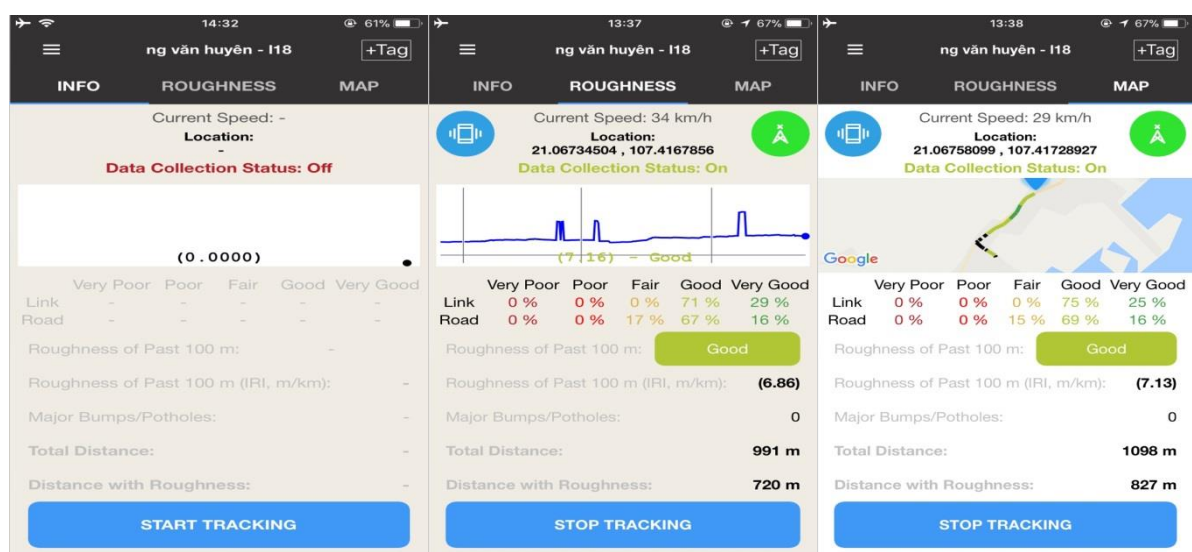 14:32
61%
ng văn huyên - I18
+Tag
INFO ROUGHNESS MAP
Current Speed: -
Location:
-
Data Collection Status: Off
(0.0000)
Very Poor Poor Fair Good Very Good
Link - - - - -
Road - - - - -
Roughness of Past 100 m: -
Roughness of Past 100 m (IRI, m/km): -
Major Bumps/Potholes: -
Total Distance: -
Distance with Roughness: -
START TRACKING
13:37
67%
ng văn huyên - I18
+Tag
INFO ROUGHNESS MAP
Current Speed: 34 km/h
Location:
21.06734504 , 107.4167856
Data Collection Status: On
(7.16) - Good
Very Poor Poor Fair Good Very Good
Link 0 % 0 % 0 % 71 % 29 %
Road 0 % 0 % 17 % 67 % 16 %
Roughness of Past 100 m: Good
Roughness of Past 100 m (IRI, m/km): (6.86)
Major Bumps/Potholes: 0
Total Distance: 991 m
Distance with Roughness: 720 m
STOP TRACKING
13:38
67%
ng văn huyên - I18
+Tag
INFO ROUGHNESS MAP
Current Speed: 29 km/h
Location:
21.06758099 , 107.41728927
Data Collection Status: On
Google
Very Poor Poor Fair Good Very Good
Link 0 % 0 % 0 % 75 % 25 %
Road 0 % 0 % 15 % 69 % 16 %
Roughness of Past 100 m: Good
Roughness of Past 100 m (IRI, m/km): (7.13)
Major Bumps/Potholes: 0
Total Distance: 1098 m
Distance with Roughness: 827 m
STOP TRACKING